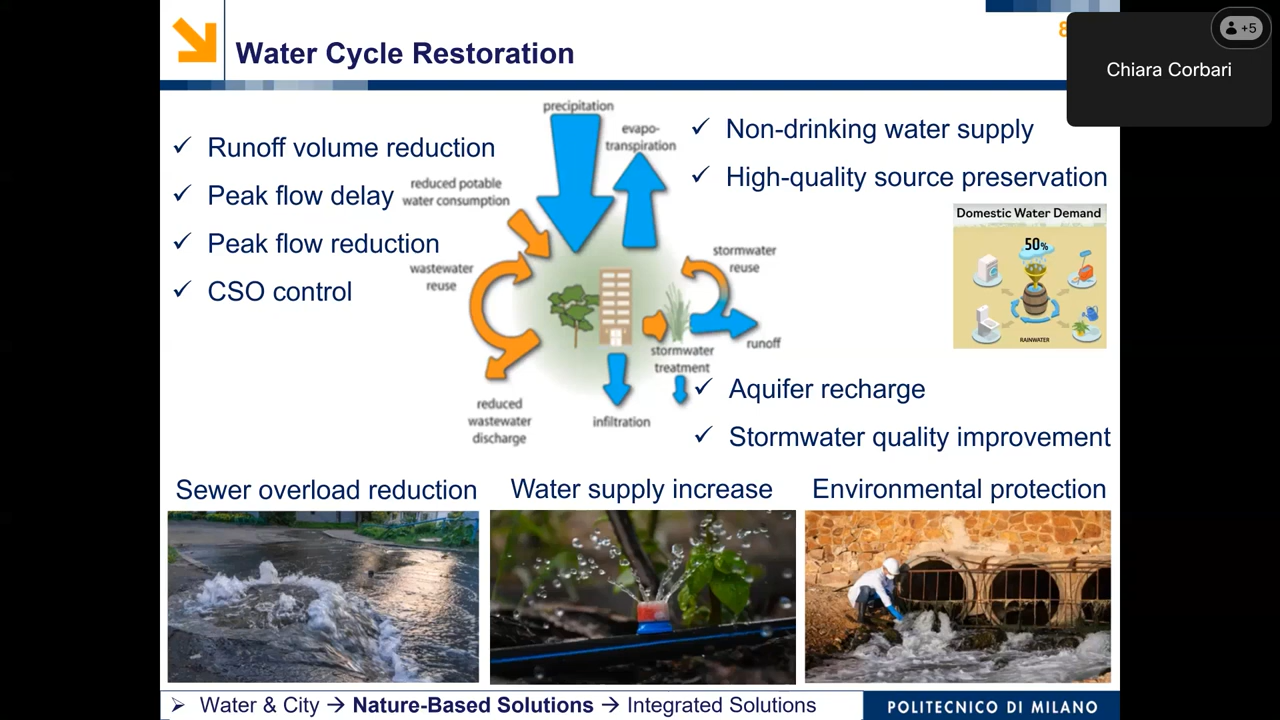 Water Cycle Restoration
8
+5
Chiara Corbari
✓ Runoff volume reduction
✓ Peak flow delay
✓ Peak flow reduction
✓ CSO control
precipitation
evapo-
transpiration
reduced potable
water consumption
wastewater
reuse
stormwater
reuse
runoff
stormwater
treatment
infiltration
reduced
wastewater
discharge
✓ Non-drinking water supply
✓ High-quality source preservation
Domestic Water Demand
50%
RAINWATER
✓ Aquifer recharge
✓ Stormwater quality improvement
Sewer overload reduction
Water supply increase
Environmental protection
➢ Water & City → Nature-Based Solutions → Integrated Solutions
POLITECNICO DI MILANO